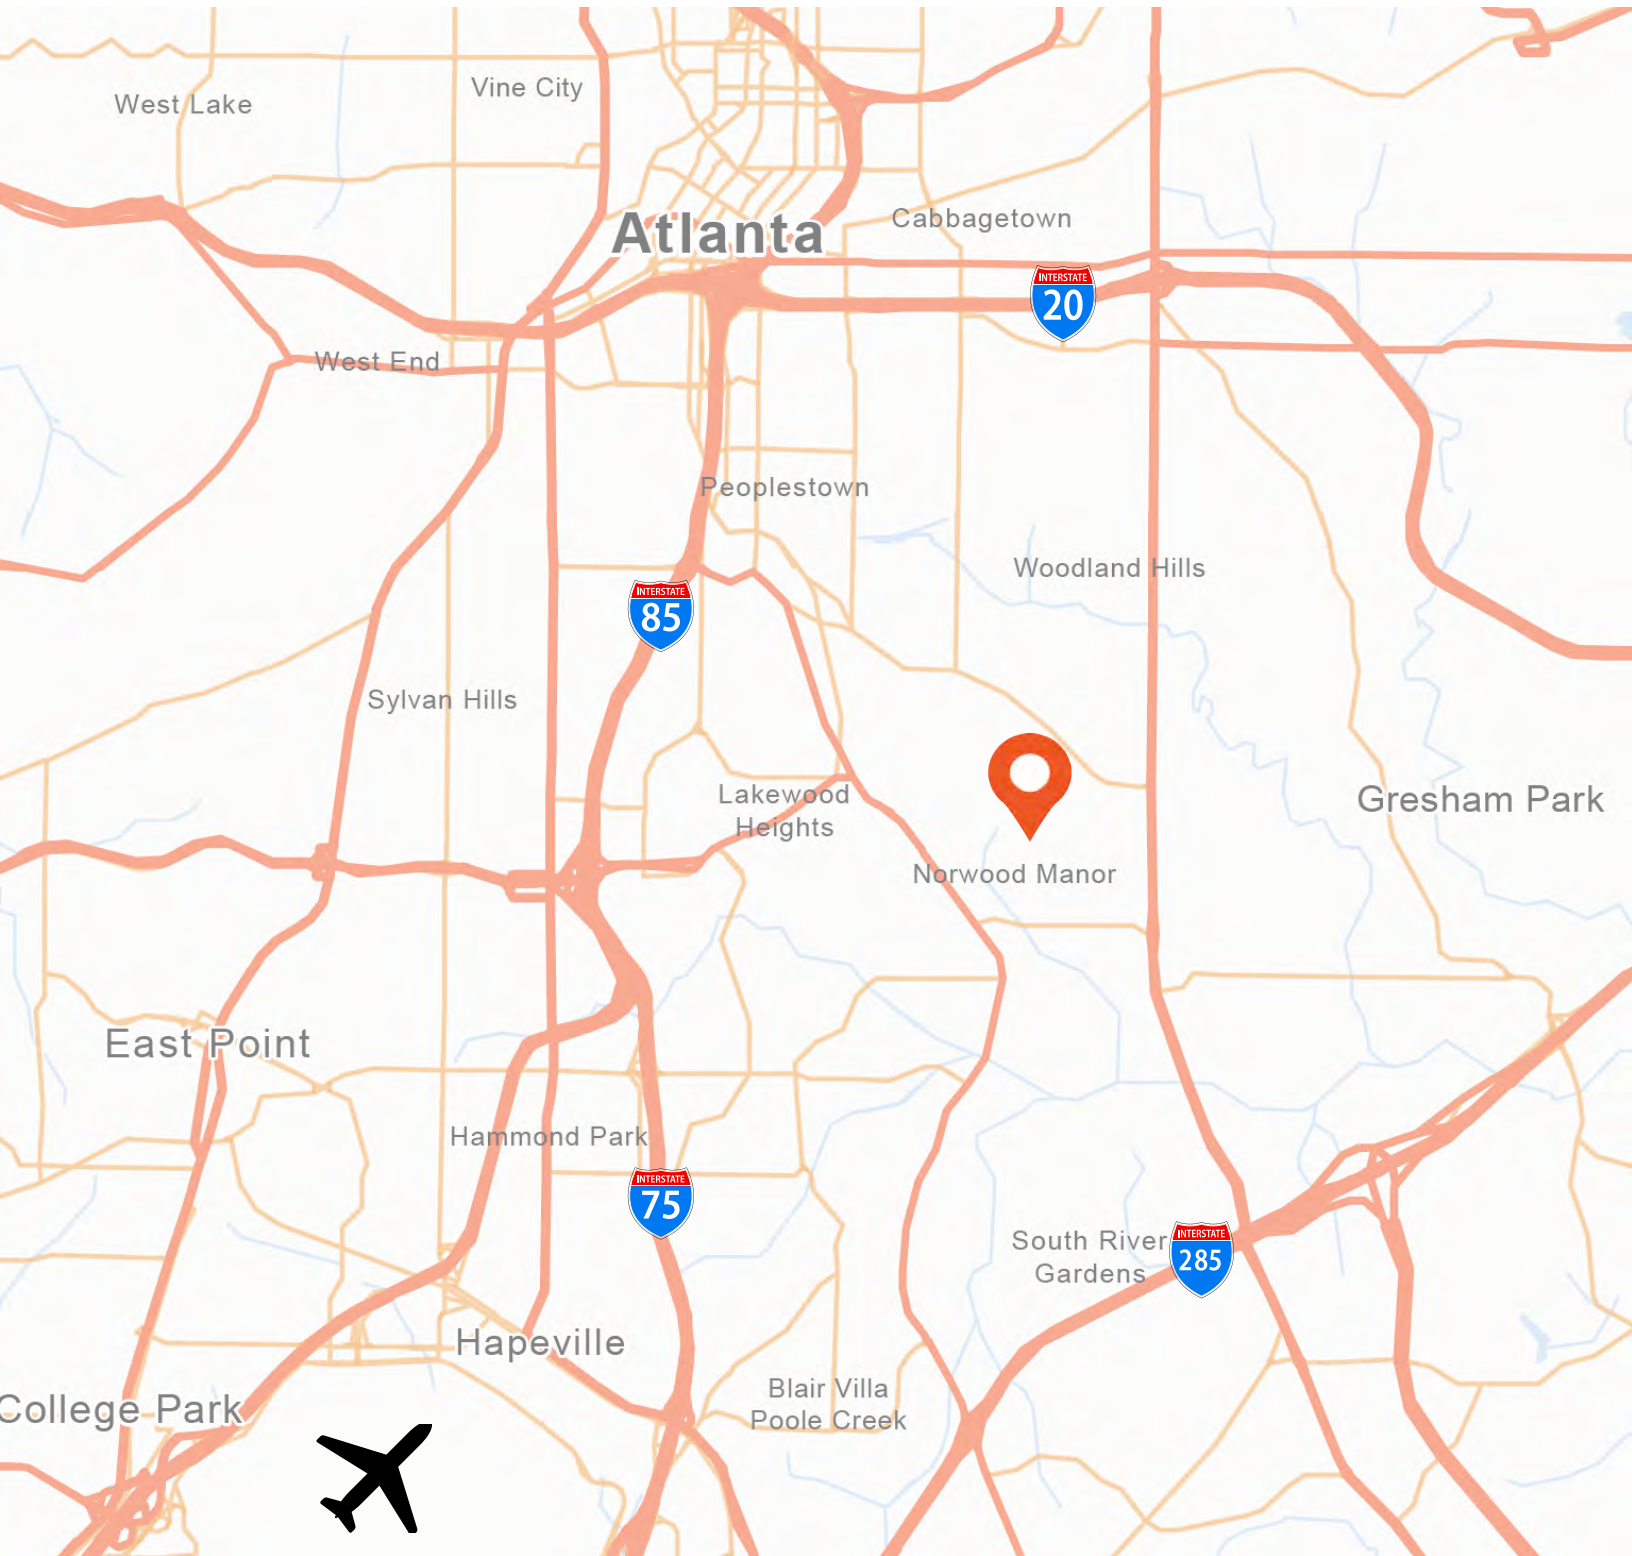 Vine City
West Lake
Cabbagetown
Atlanta
INTERSTATE
20
West End
Peoplestown
Woodland Hills
INTERSTATE
85
Sylvan Hills
Lakewood
Heights
Gresham Park
Norwood Manor
East Point
Hammond Park
INTERSTATE
75
South River
Gardens
INTERSTATE
285
Hapeville
Blair Villa
Poole Creek
College Park